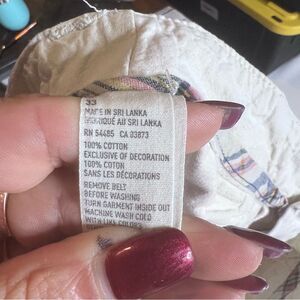 33
MADE IN SRI LANKA
FABRIQUÉ AU SRI LANKA
RN 54485 CA 03873
100% COTTON
EXCLUSIVE OF DECORATION
100% COTON
SANS LES DÉCORATIONS
REMOVE BELT
BEFORE WASHING
TURN GARMENT INSIDE OUT
MACHINE WASH COLD
WITH LIKE COLORS